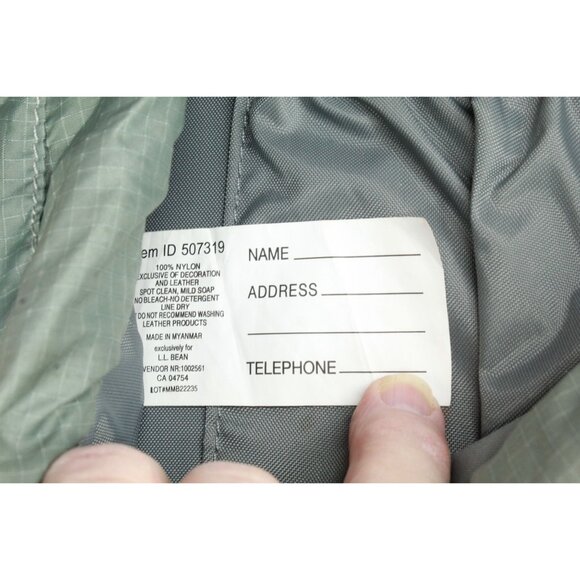 em ID 507319
100% NYLON
EXCLUSIVE OF DECORATION
AND LEATHER
SPOT CLEAN, MILD SOAP
NO BLEACH-NO DETERGENT
LINE DRY
DO NOT RECOMMEND WASHING
LEATHER PRODUCTS
MADE IN MYANMAR
exclusively for
L.L. BEAN
VENDOR NR:1002561
CA 04754
LOT#MMB22235
NAME
ADDRESS
TELEPHONE